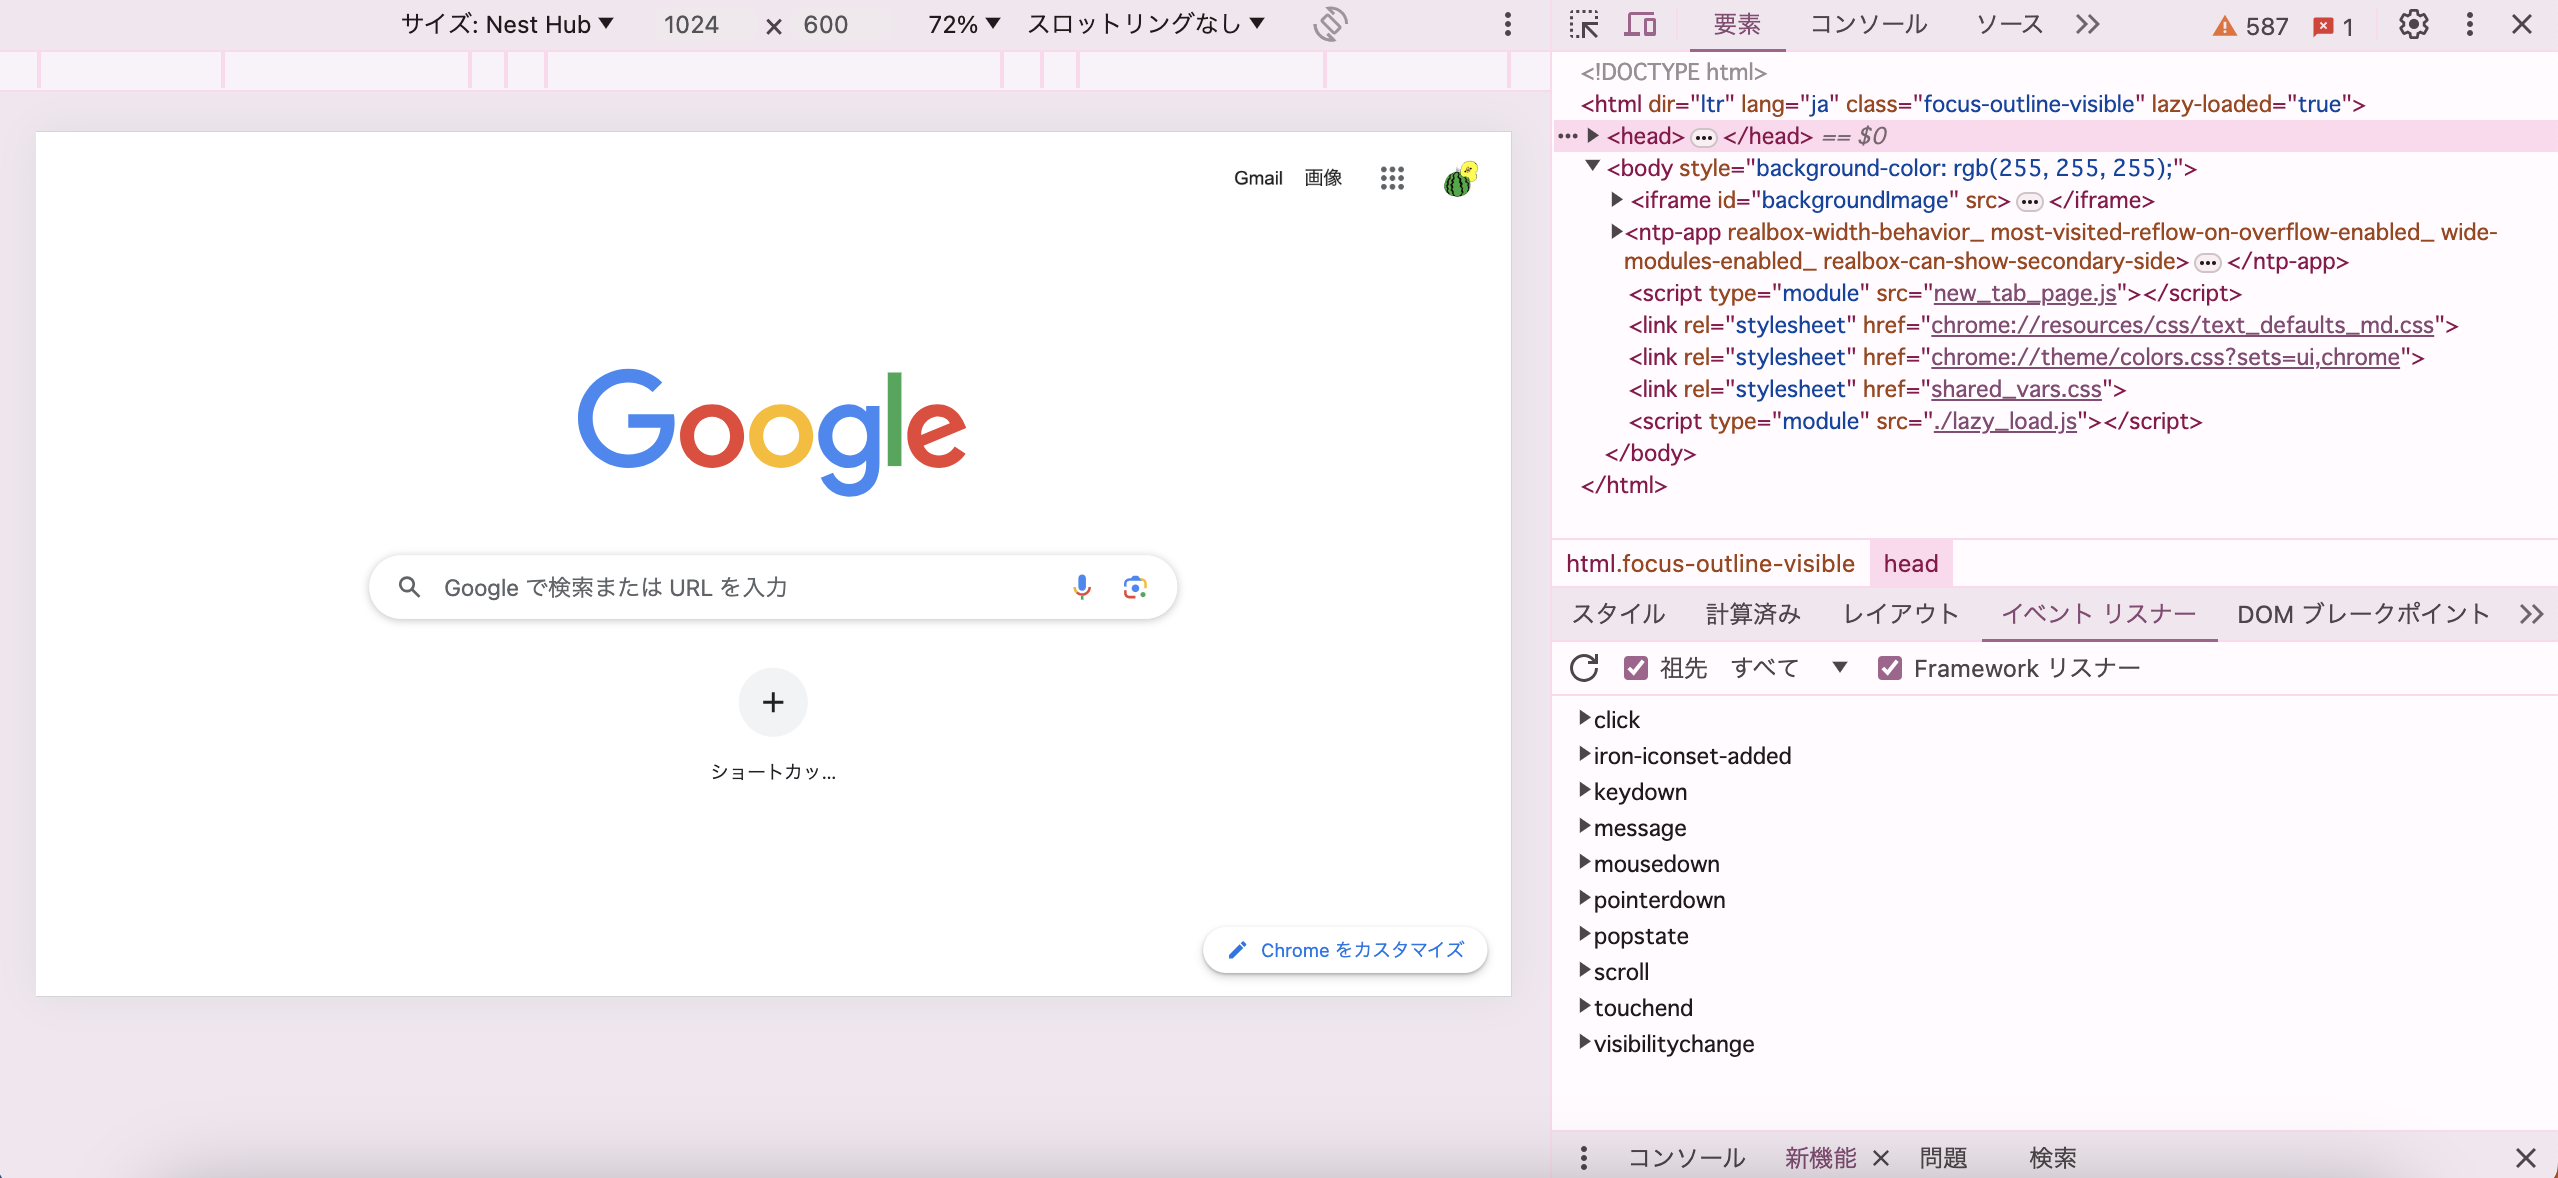 サイズ: Nest Hub ▼ 1024 × 600 72% ▼ スロットリングなし ▼
Gmail 画像
Google
Google で検索または URL を入力
ショートカッ...
Chrome をカスタマイズ
要素 コンソール ソース 587 1
<!DOCTYPE html>
<html dir="ltr" lang="ja" class="focus-outline-visible" lazy-loaded="true">
<head> … </head> == $0
<body style="background-color: rgb(255, 255, 255);">
<iframe id="backgroundImage" src> … </iframe>
<ntp-app realbox-width-behavior_ most-visited-reflow-on-overflow-enabled_ wide-
modules-enabled_ realbox-can-show-secondary-side> … </ntp-app>
<script type="module" src="new_tab_page.js"></script>
<link rel="stylesheet" href="chrome://resources/css/text_defaults_md.css">
<link rel="stylesheet" href="chrome://theme/colors.css?sets=ui,chrome">
<link rel="stylesheet" href="shared_vars.css">
<script type="module" src="./lazy_load.js"></script>
</body>
</html>
html.focus-outline-visible head
スタイル 計算済み レイアウト イベント リスナー DOM ブレークポイント
祖先 すべて ▼ Framework リスナー
click
iron-iconset-added
keydown
message
mousedown
pointerdown
popstate
scroll
touchend
visibilitychange
コンソール 新機能 問題 検索